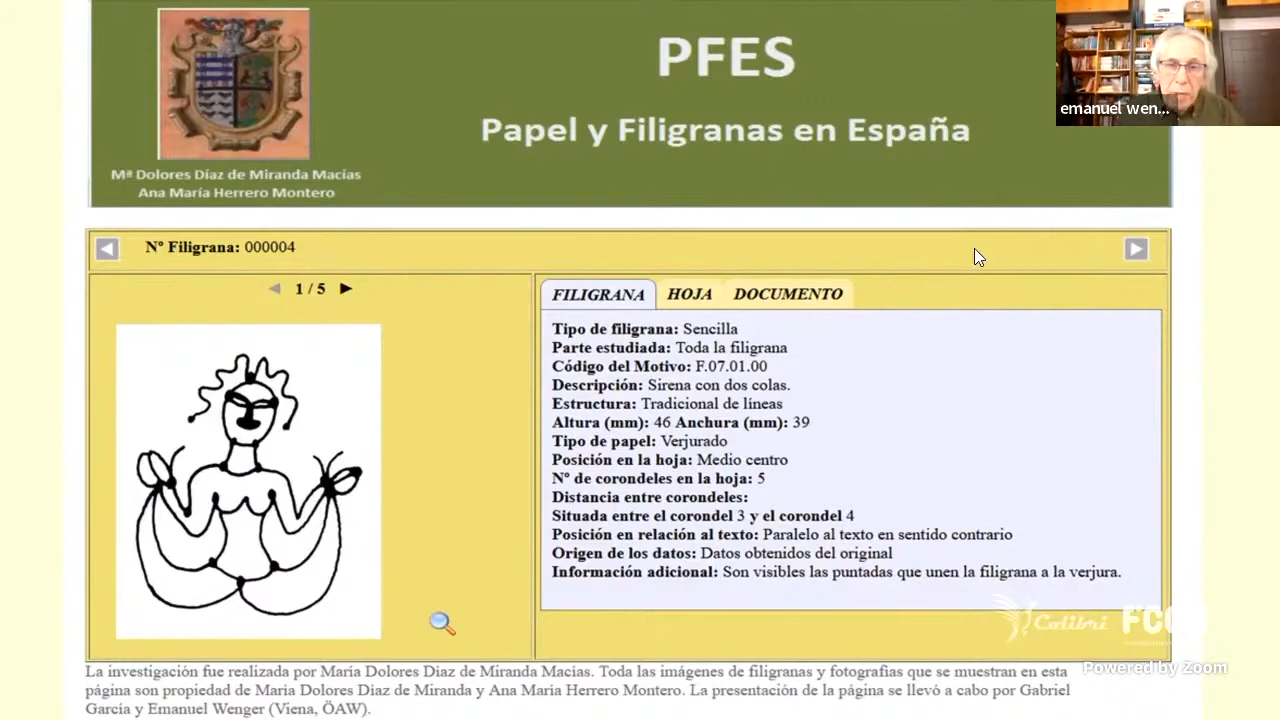 PFES
Papel y Filigranas en España
Mª Dolores Díaz de Miranda Macías
Ana María Herrero Montero
emanuel wen...
Nº Filigrana: 000004
1 / 5
FILIGRANA HOJA DOCUMENTO
Tipo de filigrana: Sencilla
Parte estudiada: Toda la filigrana
Código del Motivo: F.07.01.00
Descripción: Sirena con dos colas.
Estructura: Tradicional de líneas
Altura (mm): 46 Anchura (mm): 39
Tipo de papel: Verjurado
Posición en la hoja: Medio centro
Nº de corondeles en la hoja: 5
Distancia entre corondeles:
Situada entre el corondel 3 y el corondel 4
Posición en relación al texto: Paralelo al texto en sentido contrario
Origen de los datos: Datos obtenidos del original
Información adicional: Son visibles las puntadas que unen la filigrana a la verjura.
Colibri
Powered by Zoom
La investigación fue realizada por María Dolores Díaz de Miranda Macías. Toda las imágenes de filigranas y fotografías que se muestran en esta
página son propiedad de María Dolores Díaz de Miranda y Ana María Herrero Montero. La presentación de la página se llevó a cabo por Gabriel
García y Emanuel Wenger (Viena, ÖAW).